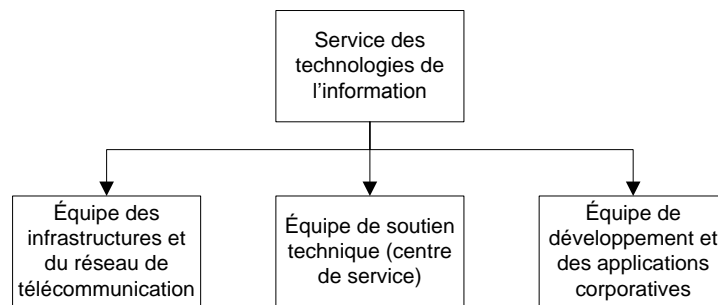 Service des
technologies de
l’information
Équipe des
infrastructures et
du réseau de
télécommunication
Équipe de soutien
technique (centre
de service)
Équipe de
développement et
des applications
corporatives